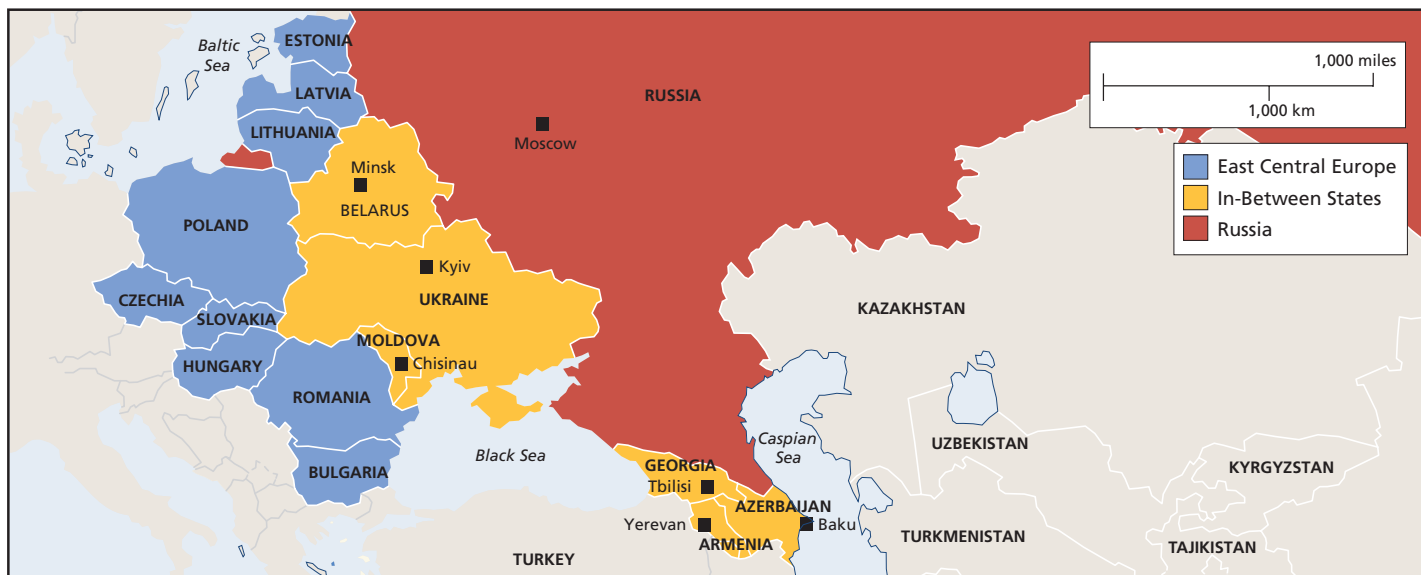 Baltic
Sea
ESTONIA
LATVIA
LITHUANIA
RUSSIA
Moscow
1,000 miles
1,000 km
East Central Europe
In-Between States
Russia
Minsk
BELARUS
POLAND
Kyiv
UKRAINE
CZECHIA
SLOVAKIA
MOLDOVA
Chisinau
HUNGARY
ROMANIA
BULGARIA
KAZAKHSTAN
Black Sea
Caspian
Sea
GEORGIA
Tbilisi
AZERBAIJAN
Baku
Yerevan
ARMENIA
TURKEY
UZBEKISTAN
KYRGYZSTAN
TURKMENISTAN
TAJIKISTAN